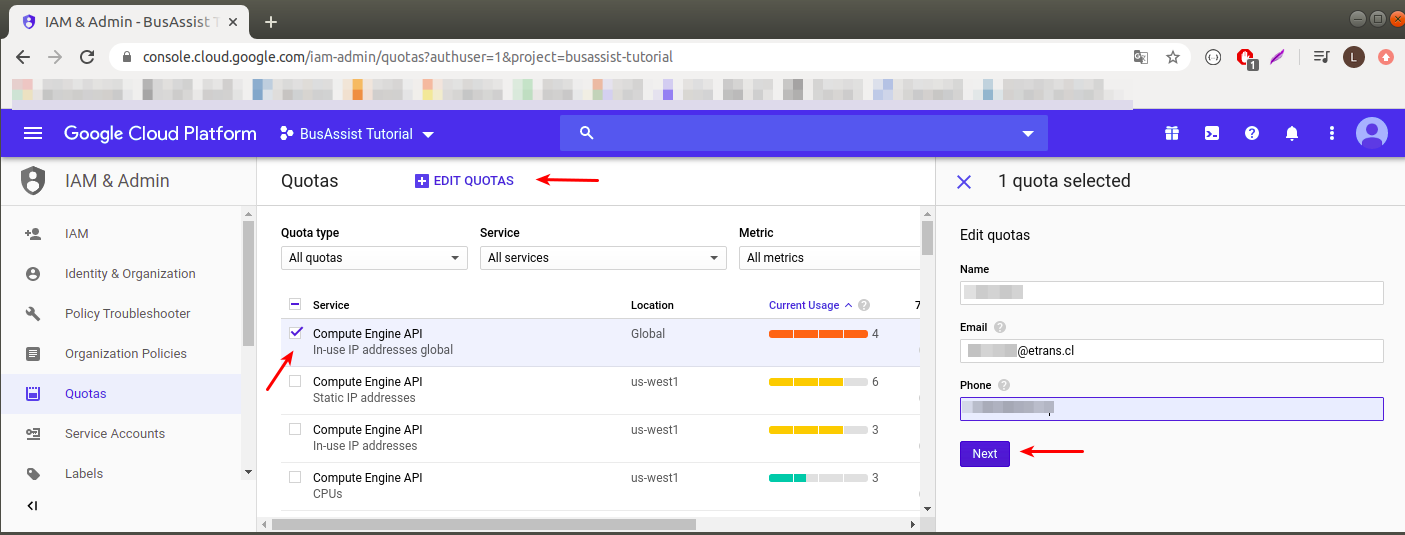 IAM & Admin - BusAssist T
console.cloud.google.com/iam-admin/quotas?authuser=1&project=busassist-tutorial
1
L
Google Cloud Platform
BusAssist Tutorial
IAM & Admin
IAM
Identity & Organization
Policy Troubleshooter
Organization Policies
Quotas
Service Accounts
Labels
Quotas
EDIT QUOTAS
Quota type
Service
Metric
All quotas
All services
All metrics
Service
Location
Current Usage
7
Compute Engine API
Global
4
In-use IP addresses global
Compute Engine API
us-west1
6
Static IP addresses
Compute Engine API
us-west1
3
In-use IP addresses
Compute Engine API
us-west1
3
CPUs
1 quota selected
Edit quotas
Name
Email
@etrans.cl
Phone
Next